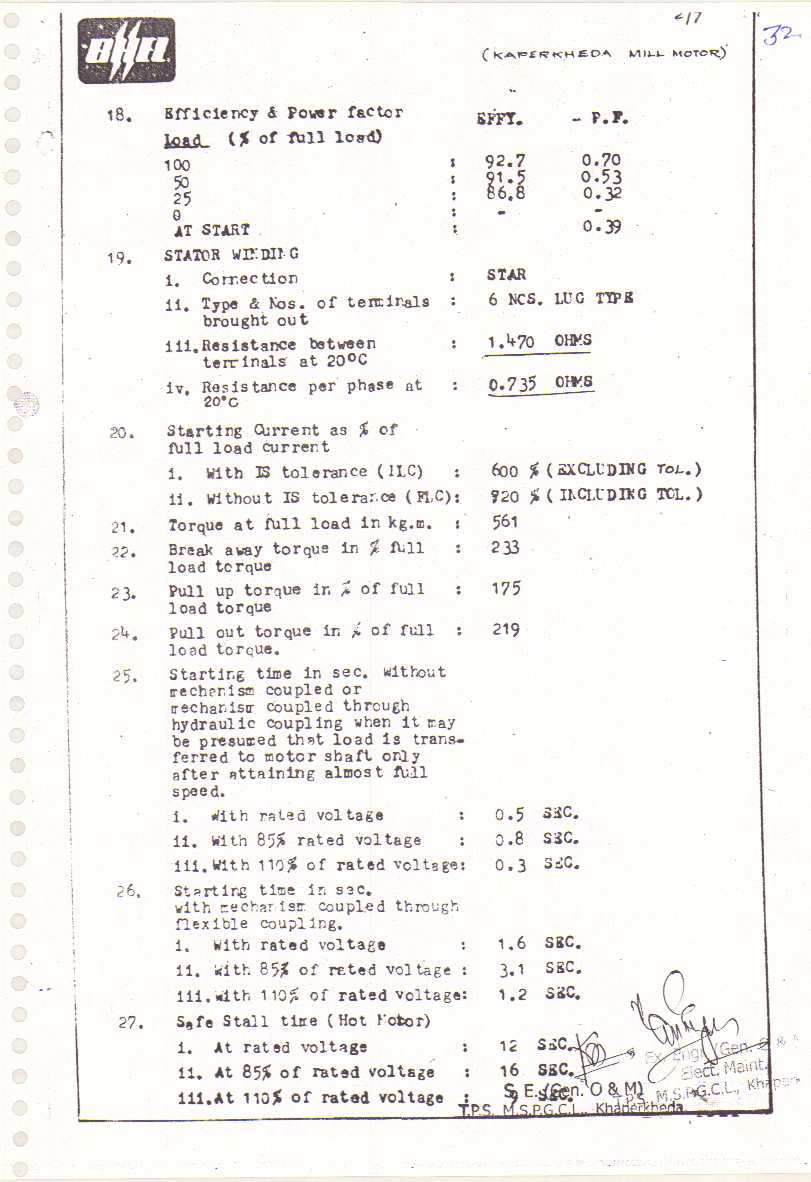 2/7
32
BHEL
(KAPERKHEDA MILL MOTOR)
18. Efficiency & Power factor EFFY. - P.F.
Load (% of full load)
100 : 92.7 0.70
50 : 91.5 0.53
25 : 86.8 0.32
0 : - -
AT START : 0.39
19. STATOR WINDING
i. Connection : STAR
ii. Type & Nos. of terminals : 6 NOS. LUG TYPE
brought out
iii. Resistance between : 1.470 OHMS
terminals at 20°C
iv. Resistance per phase at : 0.735 OHMS
20°C
20. Starting Current as % of
full load current
i. With IS tolerance (FLC) : 600 % (EXCLUDING TOL.)
ii. Without IS tolerance (FLC): 720 % (INCLUDING TOL.)
21. Torque at full load in kg.m. : 561
22. Break away torque in % full : 233
load torque
23. Pull up torque in % of full : 175
load torque
24. Pull out torque in % of full : 219
load torque.
25. Starting time in sec. without
mechanism coupled or
mechanism coupled through
hydraulic coupling when it may
be presumed that load is trans-
ferred to motor shaft only
after attaining almost full
speed.
i. With rated voltage : 0.5 SEC.
ii. With 85% rated voltage : 0.8 SEC.
iii. With 110% of rated voltage: 0.3 SEC.
26. Starting time in sec.
with mechanism coupled through
flexible coupling.
i. With rated voltage : 1.6 SEC.
ii. With 85% of rated voltage : 3.1 SEC.
iii. with 110% of rated voltage: 1.2 SEC.
27. Safe Stall time (Hot Motor)
i. At rated voltage : 12 SEC.
Ex. Engr. (Gen. O & M
ii. At 85% of rated voltage : 16 SEC.
Elect. Maint.
S. E. (Gen. O & M)
iii. At 110% of rated voltage : 9 SEC.
T.P.S. M.S.P.G.C.L., Khaper
T.P.S. M.S.P.G.C.L., Khaperkheda